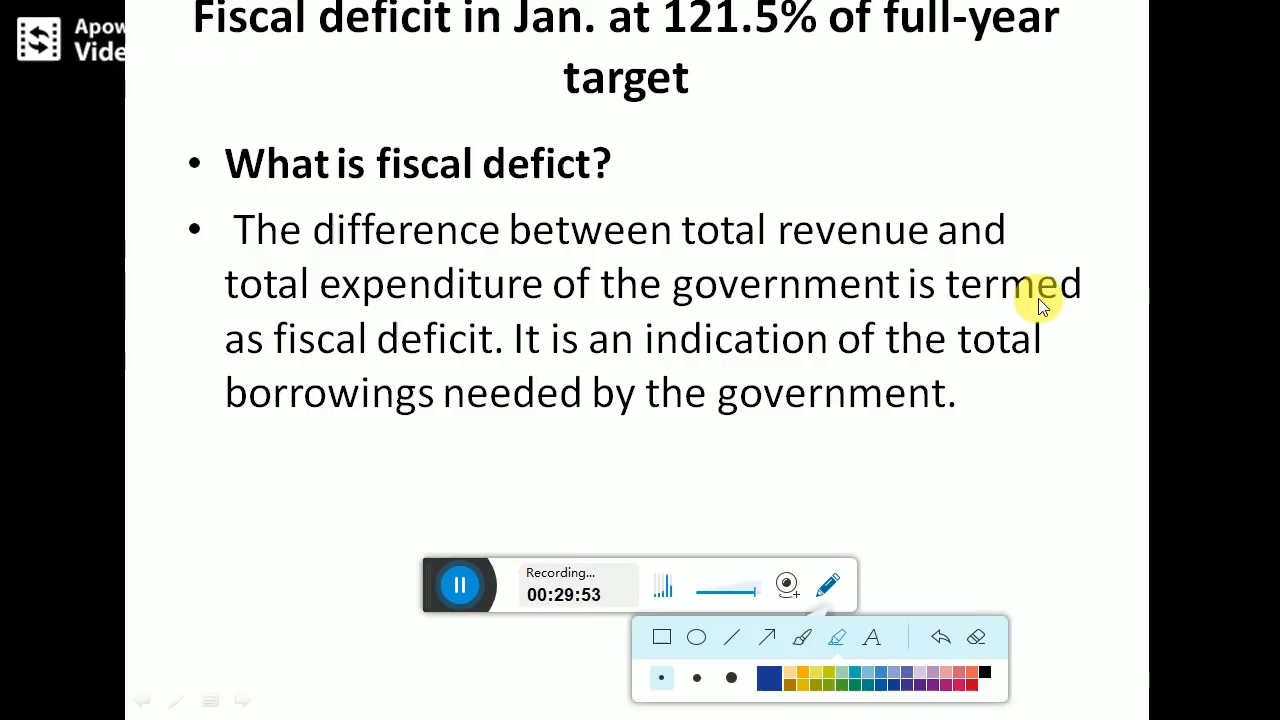 Fiscal deficit in Jan. at 121.5% of full-year
target
• What is fiscal defict?
• The difference between total revenue and
total expenditure of the government is termed
as fiscal deficit. It is an indication of the total
borrowings needed by the government.
Recording...
00:29:53
A